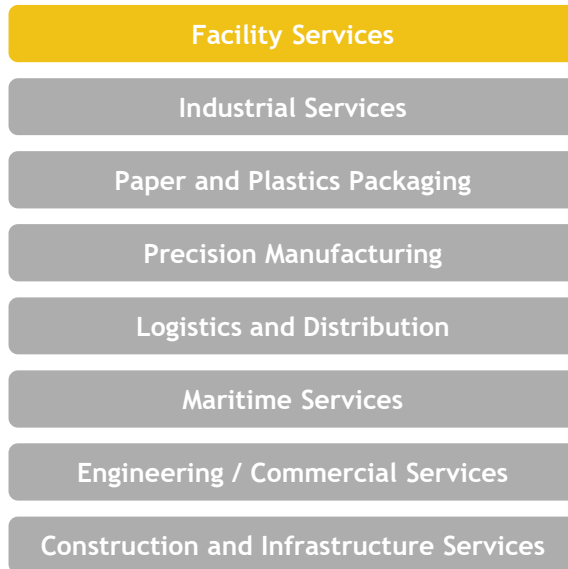 Facility Services
Industrial Services
Paper and Plastics Packaging
Precision Manufacturing
Logistics and Distribution
Maritime Services
Engineering / Commercial Services
Construction and Infrastructure Services